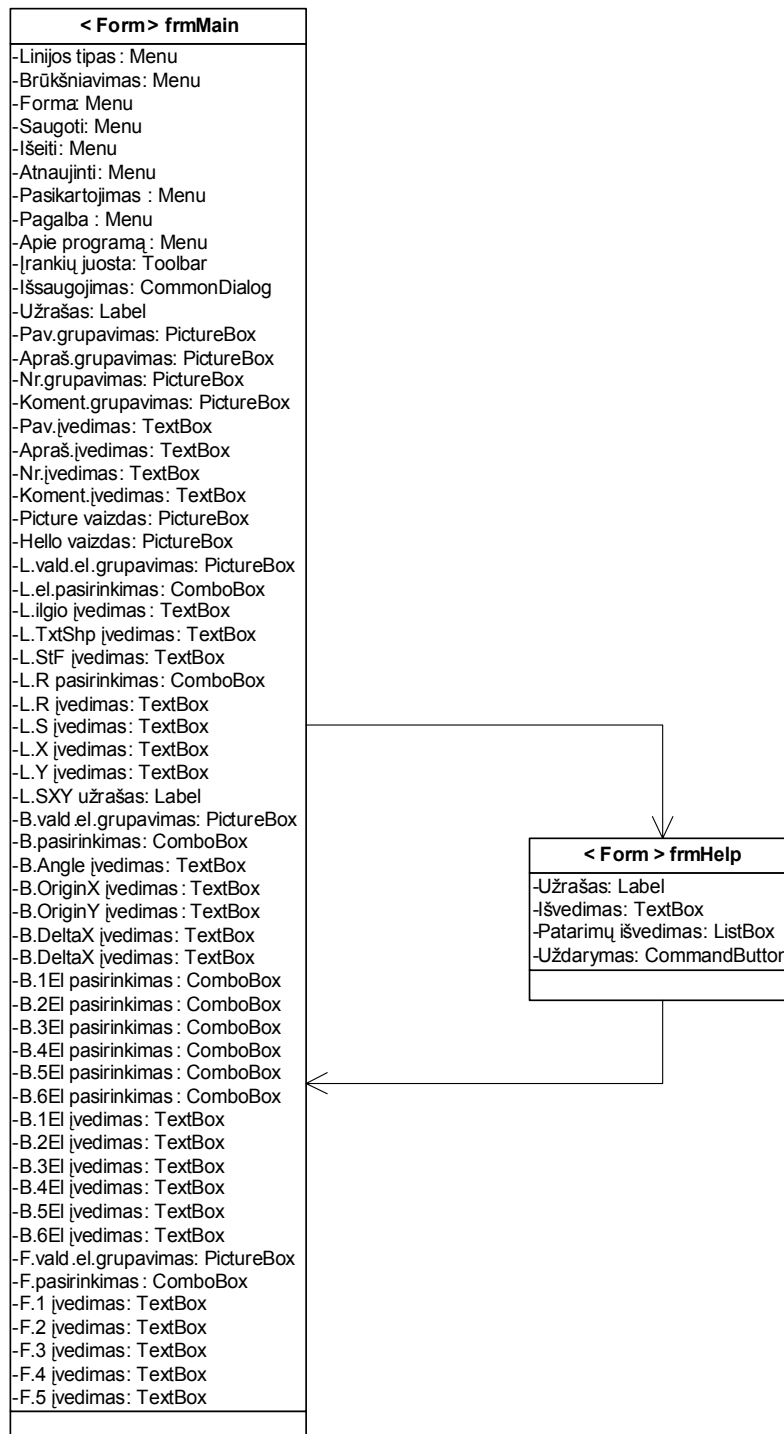 < Form > frmMain
-Linijos tipas : Menu
-Brūkšniavimas: Menu
-Forma: Menu
-Saugoti: Menu
-Išeiti: Menu
-Atnaujinti: Menu
-Pasikartojimas : Menu
-Pagalba : Menu
-Apie programą : Menu
-Įrankių juosta: Toolbar
-Išsaugojimas: CommonDialog
-Užrašas: Label
-Pav.grupavimas: PictureBox
-Apraš.grupavimas: PictureBox
-Nr.grupavimas: PictureBox
-Koment.grupavimas: PictureBox
-Pav.įvedimas: TextBox
-Apraš.įvedimas: TextBox
-Nr.įvedimas: TextBox
-Koment.įvedimas: TextBox
-Picture vaizdas: PictureBox
-Hello vaizdas: PictureBox
-L.vald.el.grupavimas: PictureBox
-L.el.pasirinkimas: ComboBox
-L.ilgio įvedimas : TextBox
-L.TxtShp įvedimas: TextBox
-L.StF įvedimas: TextBox
-L.R pasirinkimas: ComboBox
-L.R įvedimas: TextBox
-L.S įvedimas: TextBox
-L.X įvedimas: TextBox
-L.Y įvedimas: TextBox
-L.SXY užrašas: Label
-B.vald.el.grupavimas: PictureBox
-B.pasirinkimas: ComboBox
-B.Angle įvedimas: TextBox
-B.OriginX įvedimas : TextBox
-B.OriginY įvedimas : TextBox
-B.DeltaX įvedimas: TextBox
-B.DeltaX įvedimas: TextBox
-B.1El pasirinkimas : ComboBox
-B.2El pasirinkimas : ComboBox
-B.3El pasirinkimas : ComboBox
-B.4El pasirinkimas : ComboBox
-B.5El pasirinkimas : ComboBox
-B.6El pasirinkimas : ComboBox
-B.1El įvedimas: TextBox
-B.2El įvedimas: TextBox
-B.3El įvedimas: TextBox
-B.4El įvedimas: TextBox
-B.5El įvedimas: TextBox
-B.6El įvedimas: TextBox
-F.vald.el.grupavimas: PictureBox
-F.pasirinkimas : ComboBox
-F.1 įvedimas: TextBox
-F.2 įvedimas: TextBox
-F.3 įvedimas: TextBox
-F.4 įvedimas: TextBox
-F.5 įvedimas: TextBox
< Form > frmHelp
-Užrašas: Label
-Išvedimas: TextBox
-Patarimų išvedimas: ListBox
-Uždarymas: CommandButton